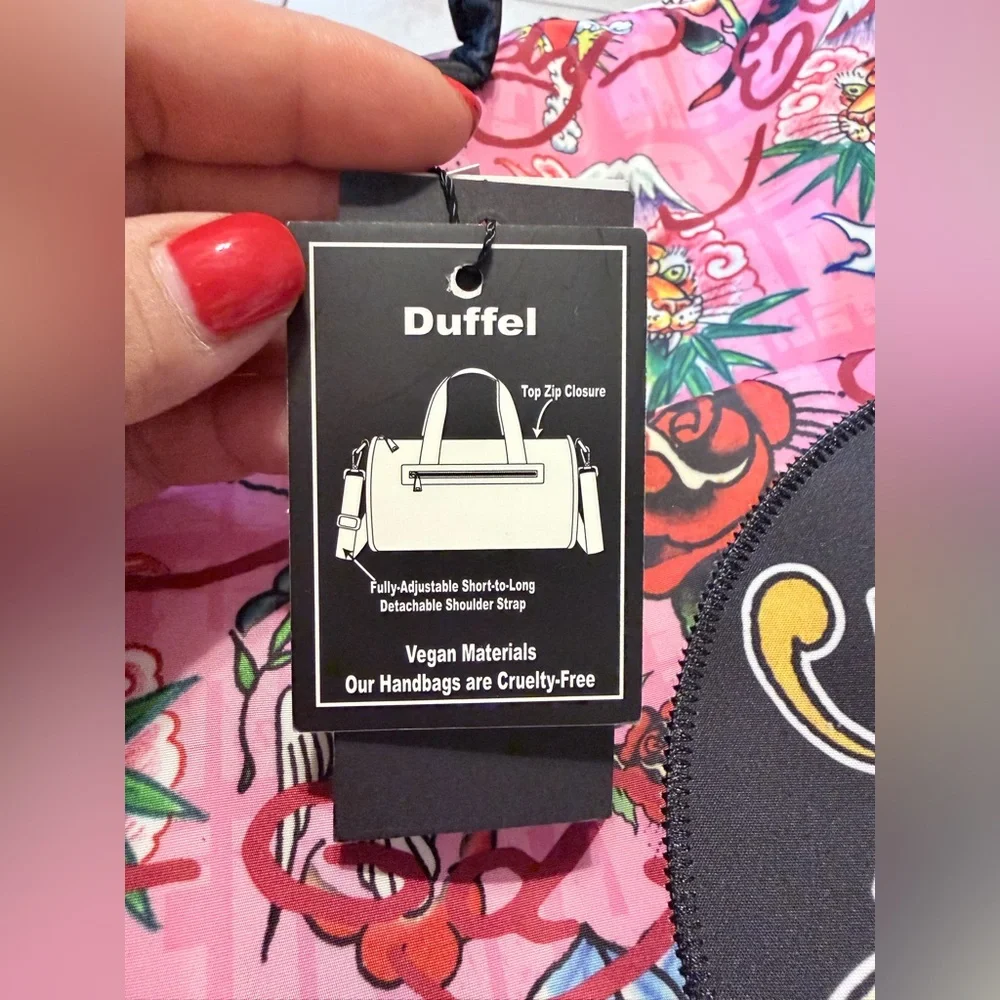 Duffel
Top Zip Closure
Fully-Adjustable Short-to-Long
Detachable Shoulder Strap
Vegan Materials
Our Handbags are Cruelty-Free